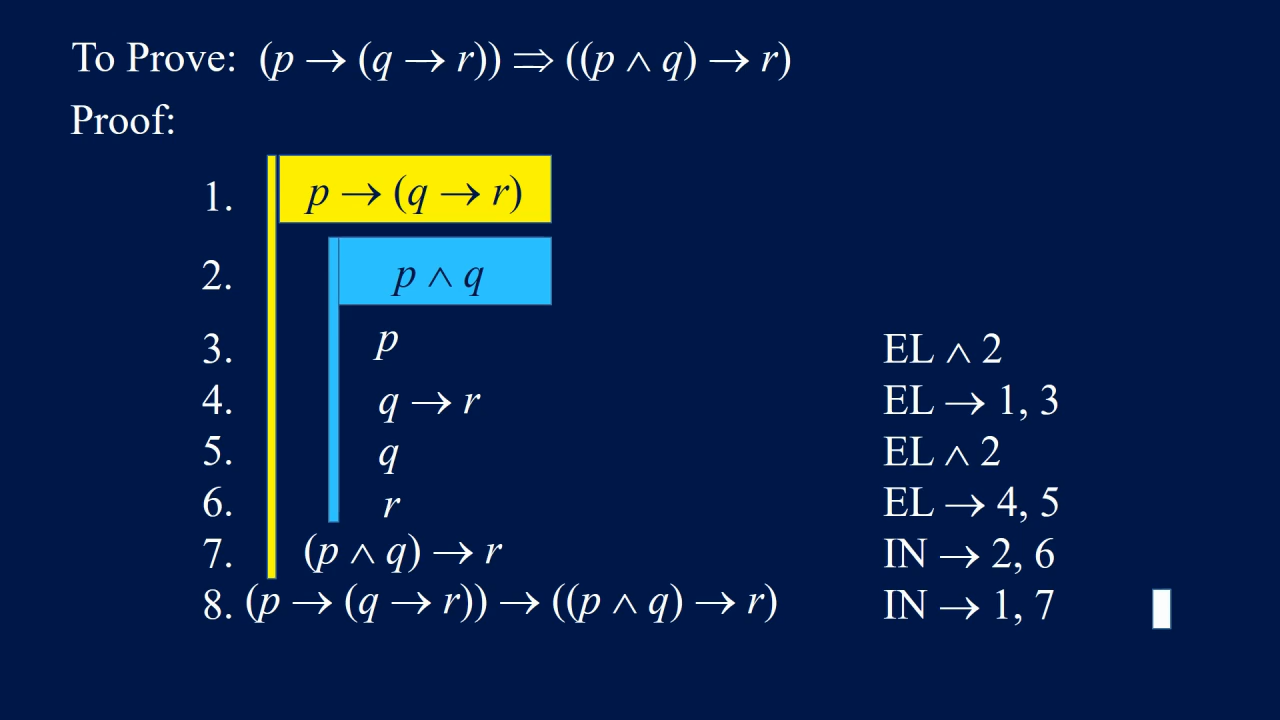 To Prove: (p → (q → r)) ⇒ ((p ∧ q) → r)
Proof:
1. p → (q → r)
2. p ∧ q
3. p EL ∧ 2
4. q → r EL → 1, 3
5. q EL ∧ 2
6. r EL → 4, 5
7. (p ∧ q) → r IN → 2, 6
8. (p → (q → r)) → ((p ∧ q) → r) IN → 1, 7